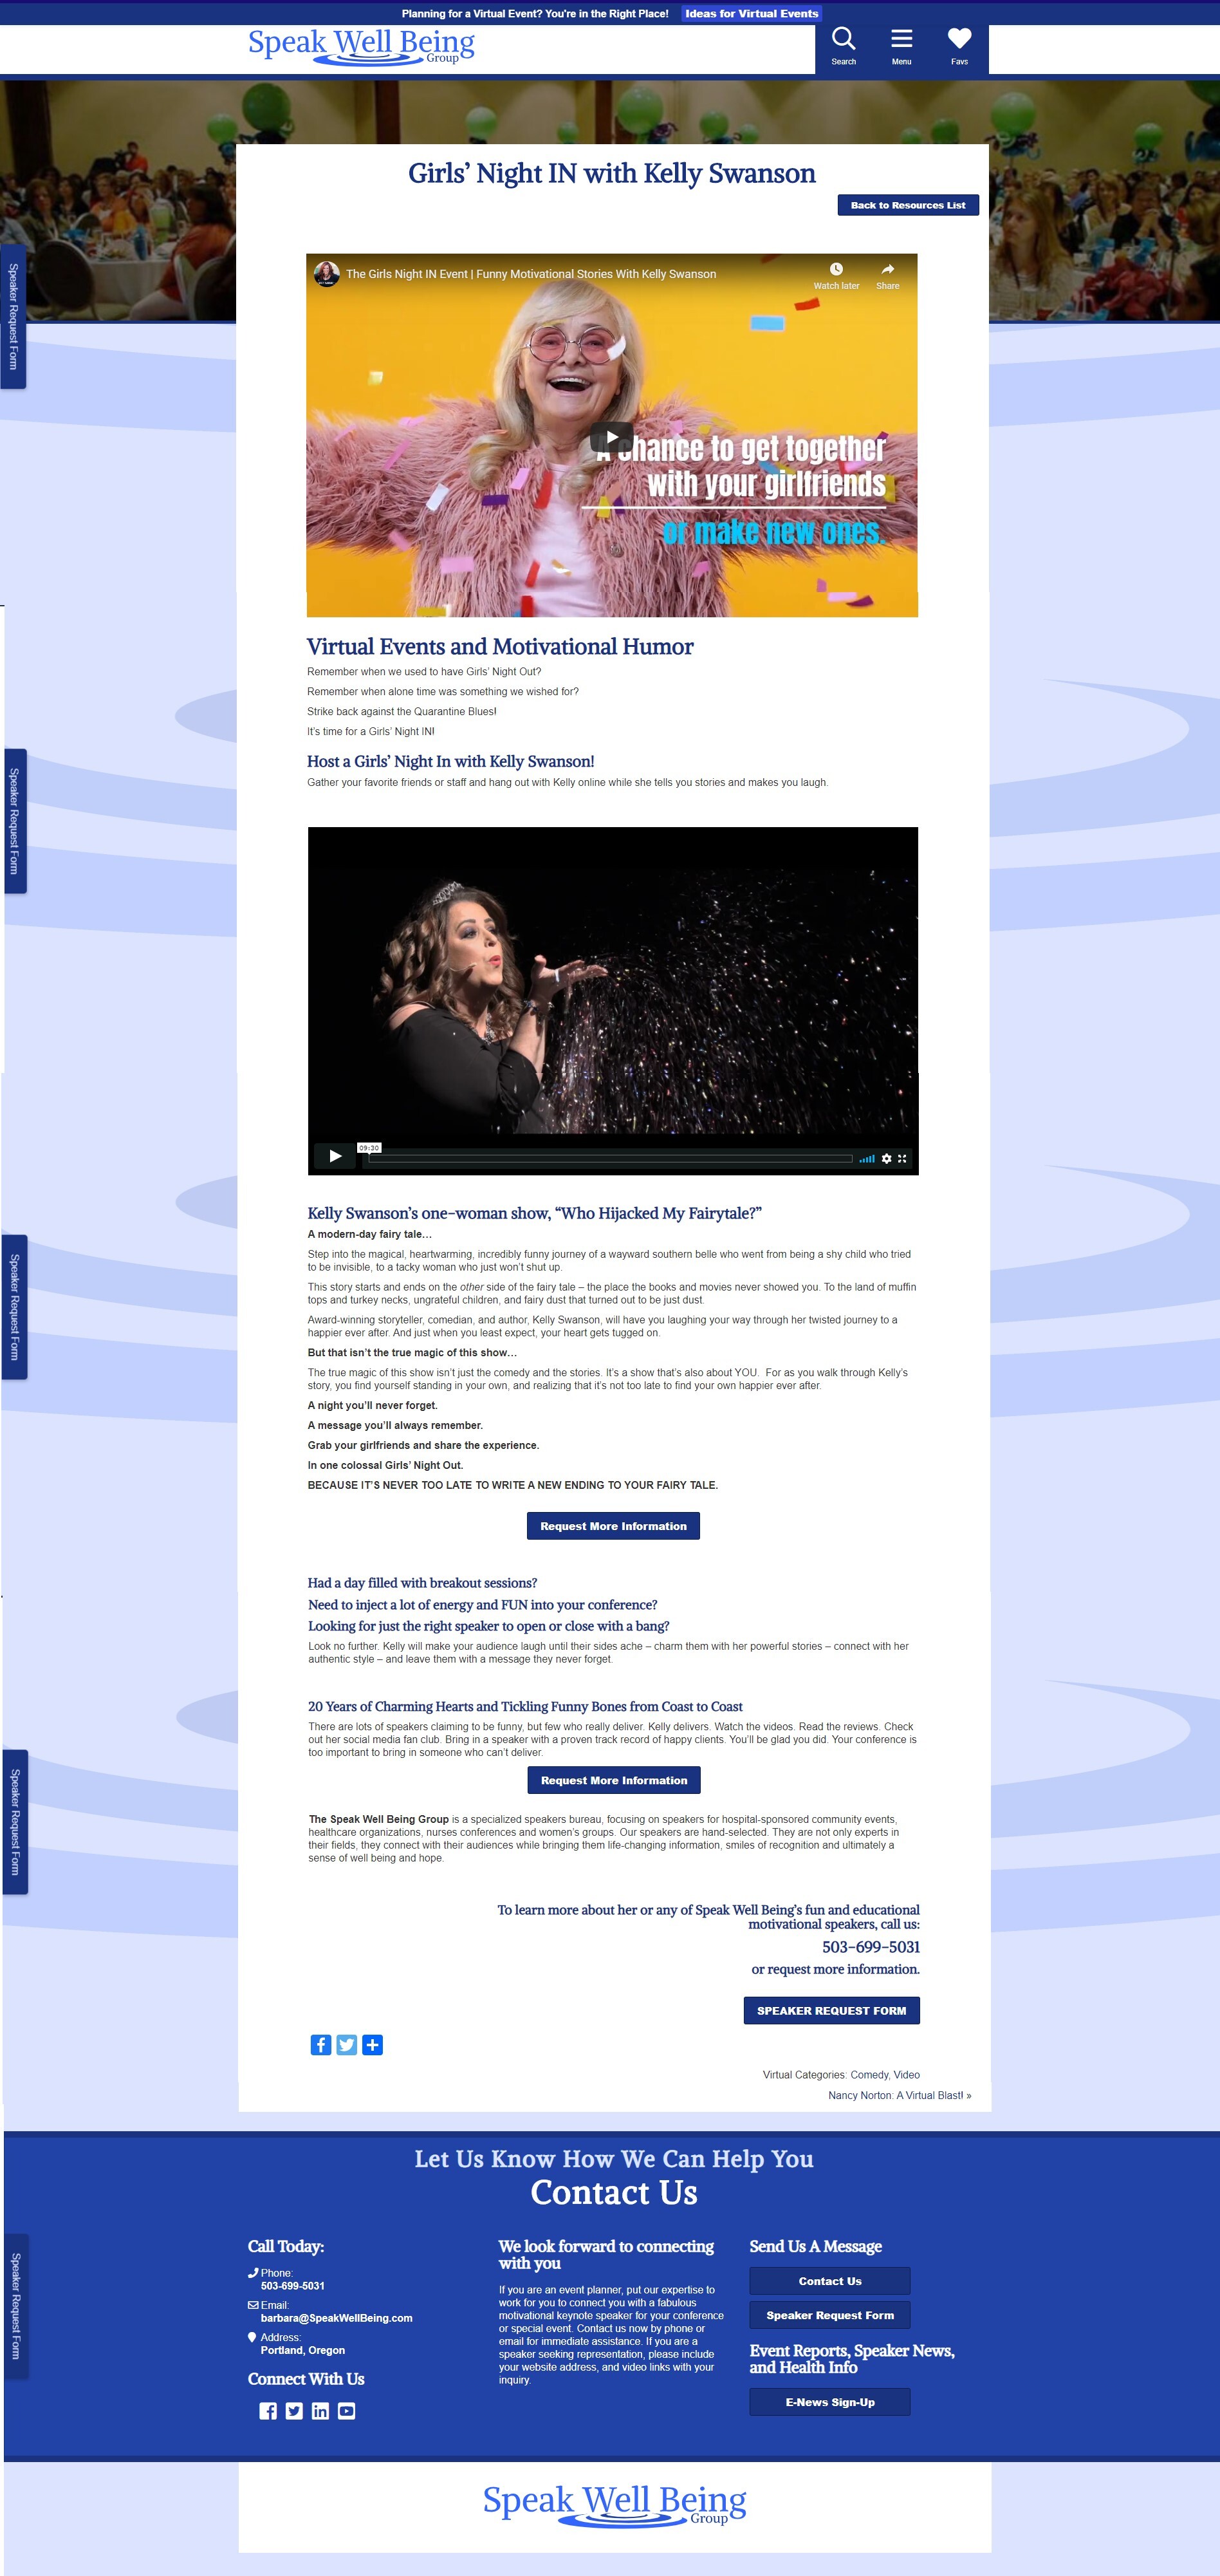 Planning for a Virtual Event? You're in the Right Place! Ideas for Virtual Events
Speak Well Being
Group
Search Menu Favs
Girls' Night IN with Kelly Swanson
Back to Resources List
The Girls Night IN Event | Funny Motivational Stories With Kelly Swanson
Watch later Share
A chance to get together
with your girlfriends
or make new ones.
Speaker Request Form
Virtual Events and Motivational Humor
Remember when we used to have Girls' Night Out?
Remember when alone time was something we wished for?
Strike back against the Quarantine Blues!
It's time for a Girls' Night IN!
Host a Girls' Night In with Kelly Swanson!
Gather your favorite friends or staff and hang out with Kelly online while she tells you stories and makes you laugh.
Speaker Request Form
09:30
Kelly Swanson's one-woman show, "Who Hijacked My Fairytale?"
A modern-day fairy tale…
Step into the magical, heartwarming, incredibly funny journey of a wayward southern belle who went from being a shy child who tried
to be invisible, to a tacky woman who just won't shut up.
This story starts and ends on the other side of the fairy tale – the place the books and movies never showed you. To the land of muffin
tops and turkey necks, ungrateful children, and fairy dust that turned out to be just dust.
Award-winning storyteller, comedian, and author, Kelly Swanson, will have you laughing your way through her twisted journey to a
happier ever after. And just when you least expect, your heart gets tugged on.
But that isn't the true magic of this show…
The true magic of this show isn't just the comedy and the stories. It's a show that's also about YOU. For as you walk through Kelly's
story, you find yourself standing in your own, and realizing that it's not too late to find your own happier ever after.
A night you'll never forget.
A message you'll always remember.
Grab your girlfriends and share the experience.
In one colossal Girls' Night Out.
BECAUSE IT'S NEVER TOO LATE TO WRITE A NEW ENDING TO YOUR FAIRY TALE.
Speaker Request Form
Request More Information
Had a day filled with breakout sessions?
Need to inject a lot of energy and FUN into your conference?
Looking for just the right speaker to open or close with a bang?
Look no further. Kelly will make your audience laugh until their sides ache – charm them with her powerful stories – connect with her
authentic style – and leave them with a message they never forget.
20 Years of Charming Hearts and Tickling Funny Bones from Coast to Coast
There are lots of speakers claiming to be funny, but few who really deliver. Kelly delivers. Watch the videos. Read the reviews. Check
out her social media fan club. Bring in a speaker with a proven track record of happy clients. You'll be glad you did. Your conference is
too important to bring in someone who can't deliver.
Request More Information
Speaker Request Form
The Speak Well Being Group is a specialized speakers bureau, focusing on speakers for hospital-sponsored community events,
healthcare organizations, nurses conferences and women's groups. Our speakers are hand-selected. They are not only experts in
their fields, they connect with their audiences while bringing them life-changing information, smiles of recognition and ultimately a
sense of well being and hope.
To learn more about her or any of Speak Well Being's fun and educational
motivational speakers, call us:
503-699-5031
or request more information.
SPEAKER REQUEST FORM
Virtual Categories: Comedy, Video
Nancy Norton: A Virtual Blast! »
Let Us Know How We Can Help You
Contact Us
Speaker Request Form
Call Today:
Phone:
503-699-5031
Email:
barbara@SpeakWellBeing.com
Address:
Portland, Oregon
Connect With Us
We look forward to connecting
with you
If you are an event planner, put our expertise to
work for you to connect you with a fabulous
motivational keynote speaker for your conference
or special event. Contact us now by phone or
email for immediate assistance. If you are a
speaker seeking representation, please include
your website address, and video links with your
inquiry.
Send Us A Message
Contact Us
Speaker Request Form
Event Reports, Speaker News,
and Health Info
E-News Sign-Up
Speak Well Being
Group